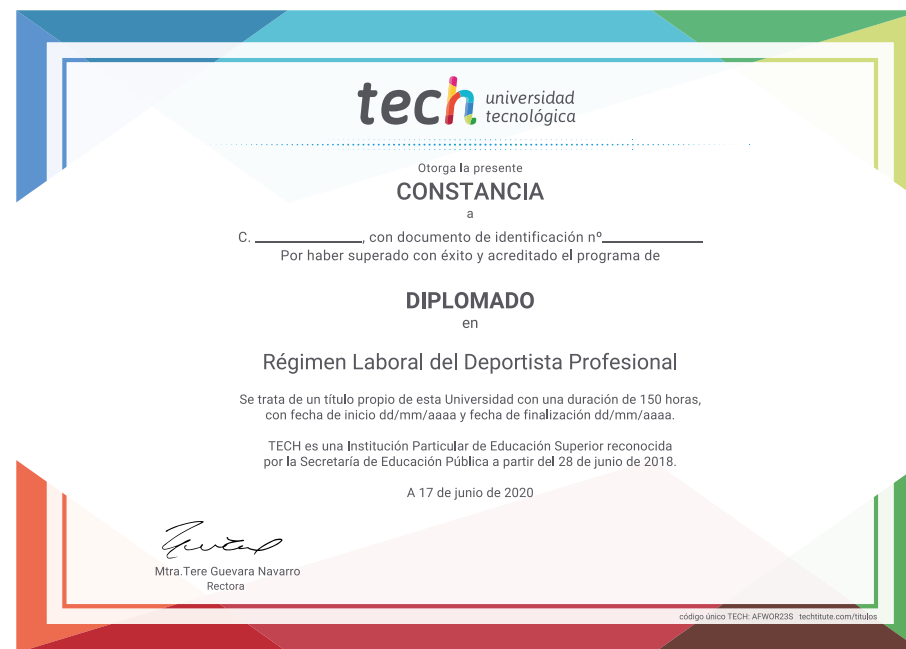 tech universidad
tecnológica
Otorga la presente
CONSTANCIA
a
C. ____________, con documento de identificación nº____________
Por haber superado con éxito y acreditado el programa de
DIPLOMADO
en
Régimen Laboral del Deportista Profesional
Se trata de un título propio de esta Universidad con una duración de 150 horas,
con fecha de inicio dd/mm/aaaa y fecha de finalización dd/mm/aaaa.
TECH es una Institución Particular de Educación Superior reconocida
por la Secretaría de Educación Pública a partir del 28 de junio de 2018.
A 17 de junio de 2020
Mtra.Tere Guevara Navarro
Rectora
código único TECH: AFWOR23S techtitute.com/titulos